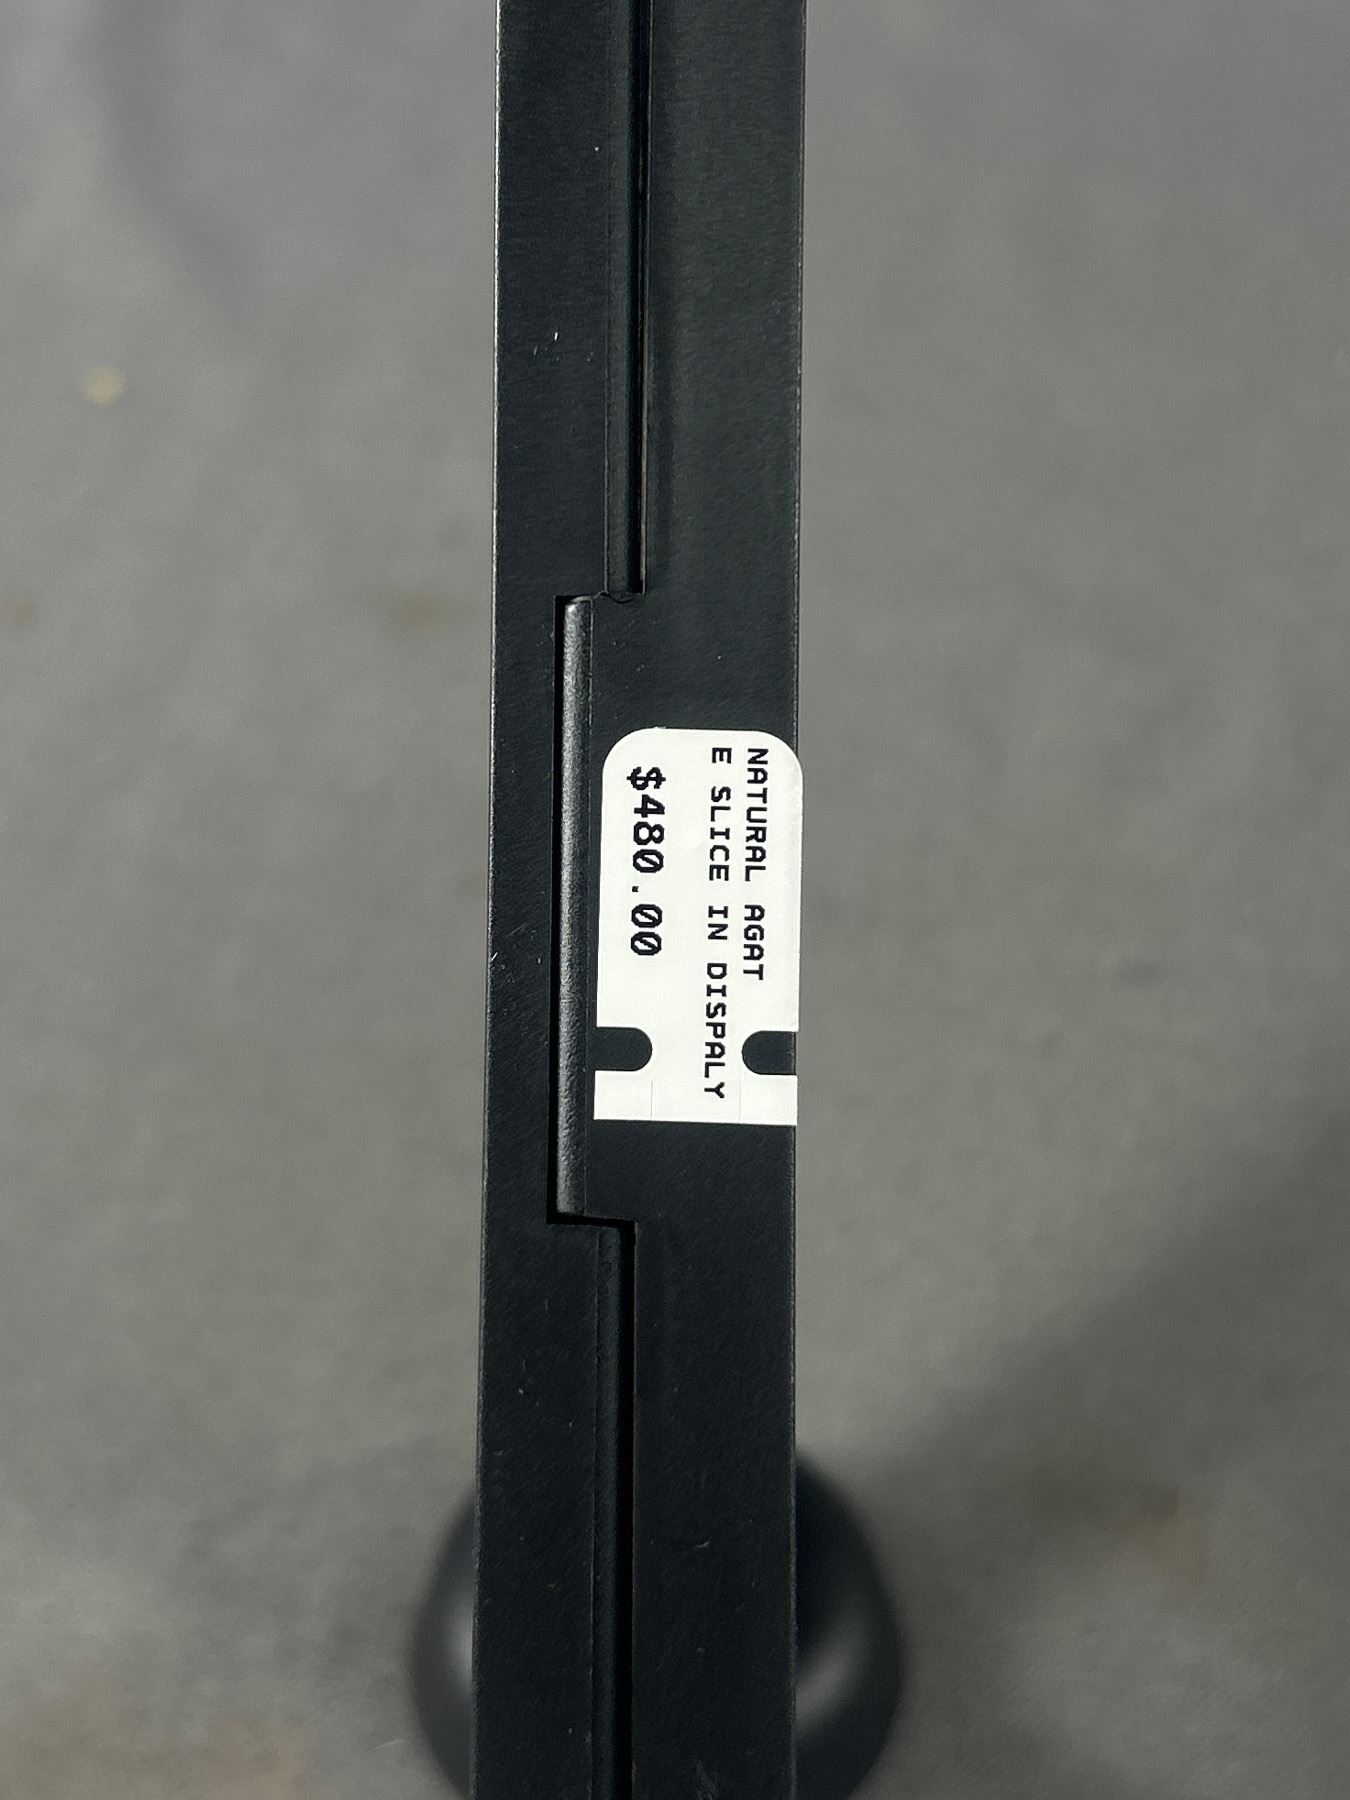 NATURAL AGAT
E SLICE IN DISPALY
$480.00